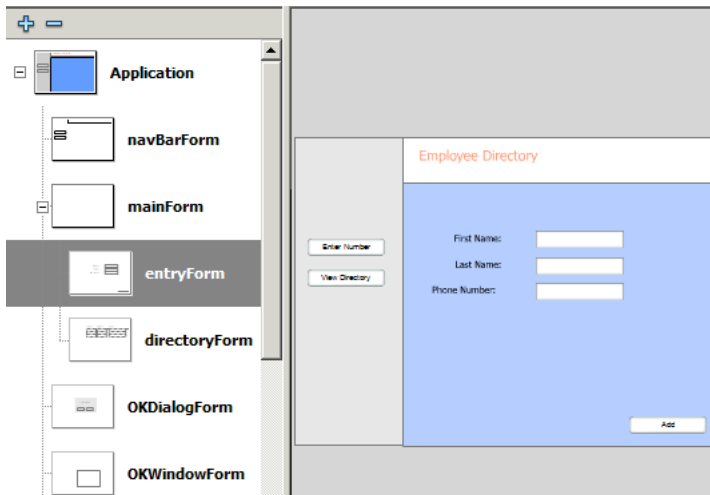 Application
navBarForm
mainForm
entryForm
directoryForm
OKDialogForm
OKWindowForm
Employee Directory
Enter Number
View Directory
First Name:
Last Name:
Phone Number:
Add